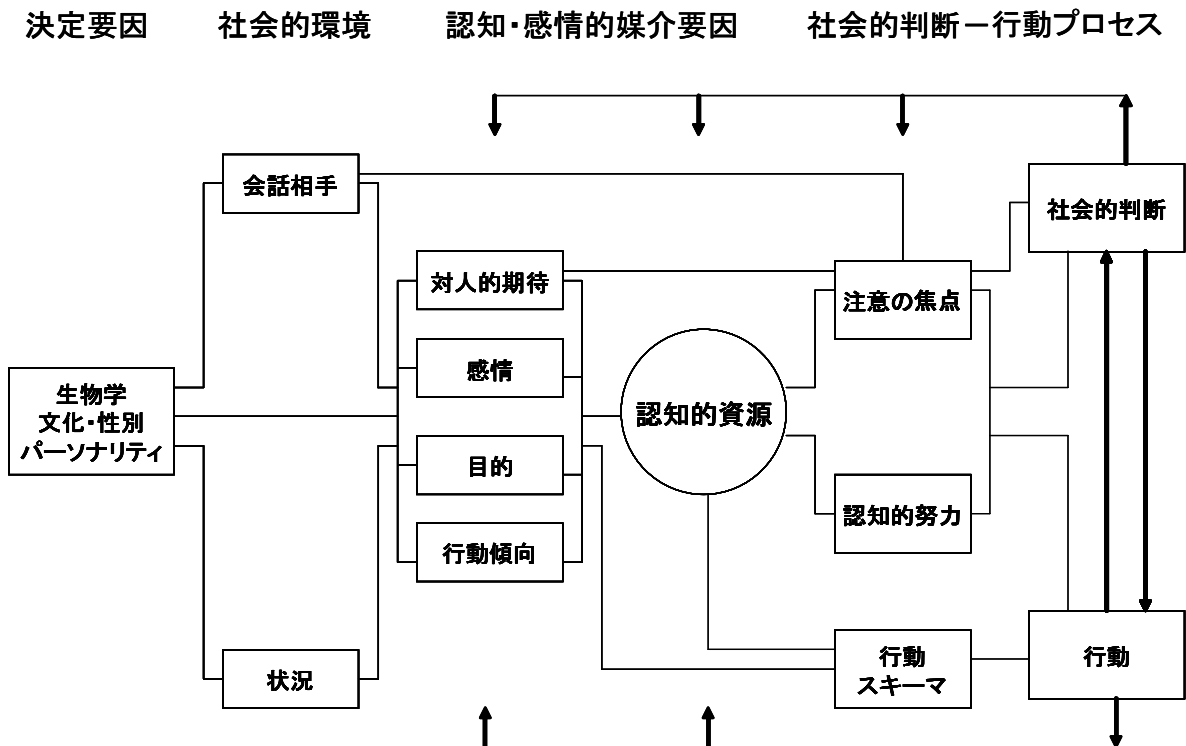 決定要因 社会的環境 認知・感情的媒介要因 社会的判断－行動プロセス
会話相手
社会的判断
対人的期待
注意の焦点
感情
生物学
文化・性別
パーソナリティ
認知的資源
目的
認知的努力
行動傾向
状況
行動
スキーマ
行動